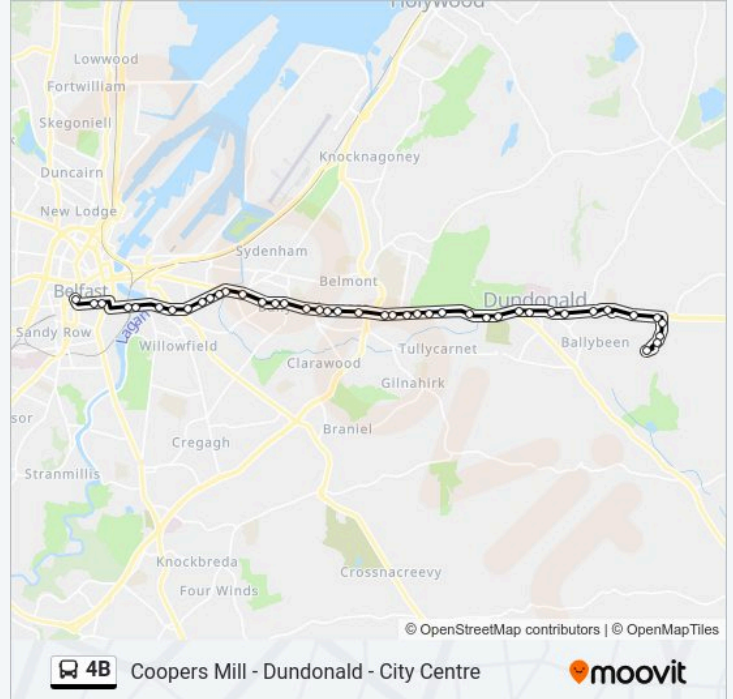 Holywood
Lowwood
Fortwilliam
Skegoniell
Knocknagoney
Duncairn
New Lodge
Sydenham
Belmont
Belfast
Dundonald
Sandy Row
Lagan
Willowfield
Ballybeen
Tullycarnet
Clarawood
Gilnahirk
sor
Braniel
Cregagh
Stranmillis
Knockbreda
Crossnacreevy
Four Winds
© OpenStreetMap contributors | © OpenMapTiles
4B Coopers Mill - Dundonald - City Centre
moovit